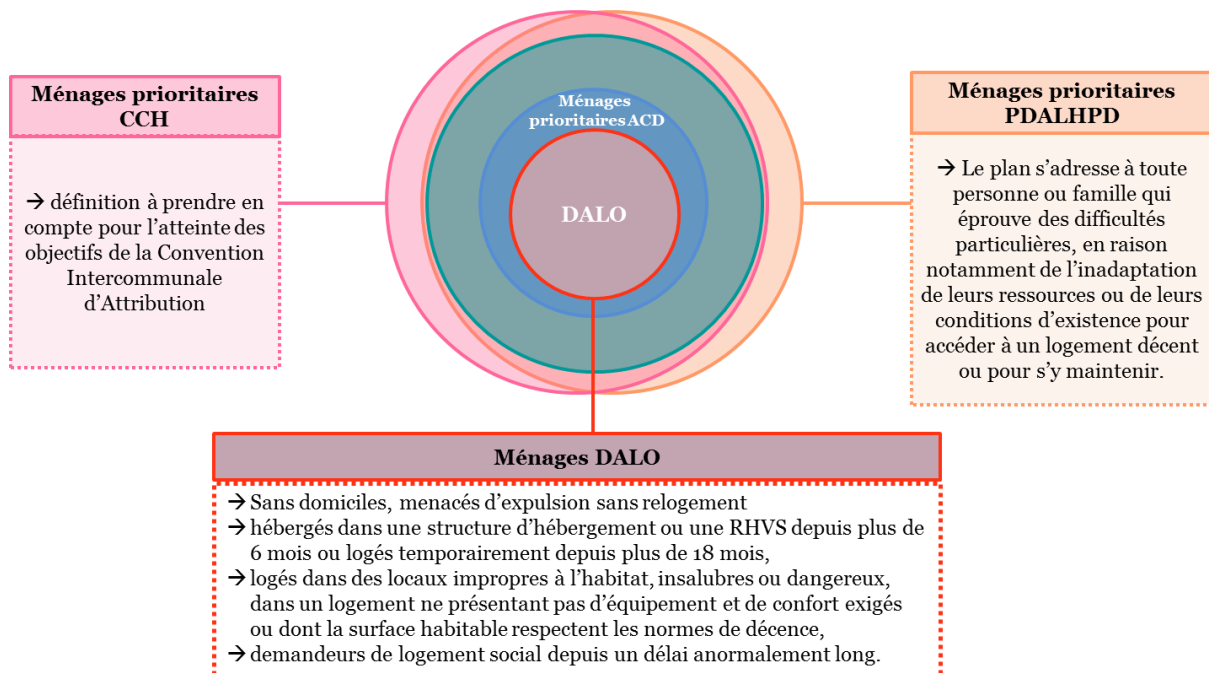 Ménages prioritaires
CCH
→ définition à prendre en
compte pour l’atteinte des
objectifs de la Convention
Intercommunale
d’Attribution
Ménages
prioritaires ACD
DALO
Ménages prioritaires
PDALHPD
→ Le plan s’adresse à toute
personne ou famille qui
éprouve des difficultés
particulières, en raison
notamment de l’inadaptation
de leurs ressources ou de leurs
conditions d’existence pour
accéder à un logement décent
ou pour s’y maintenir.
Ménages DALO
→ Sans domiciles, menacés d’expulsion sans relogement
→ hébergés dans une structure d’hébergement ou une RHVS depuis plus de
6 mois ou logés temporairement depuis plus de 18 mois,
→ logés dans des locaux impropres à l’habitat, insalubres ou dangereux,
dans un logement ne présentant pas d’équipement et de confort exigés
ou dont la surface habitable respectent les normes de décence,
→ demandeurs de logement social depuis un délai anormalement long.